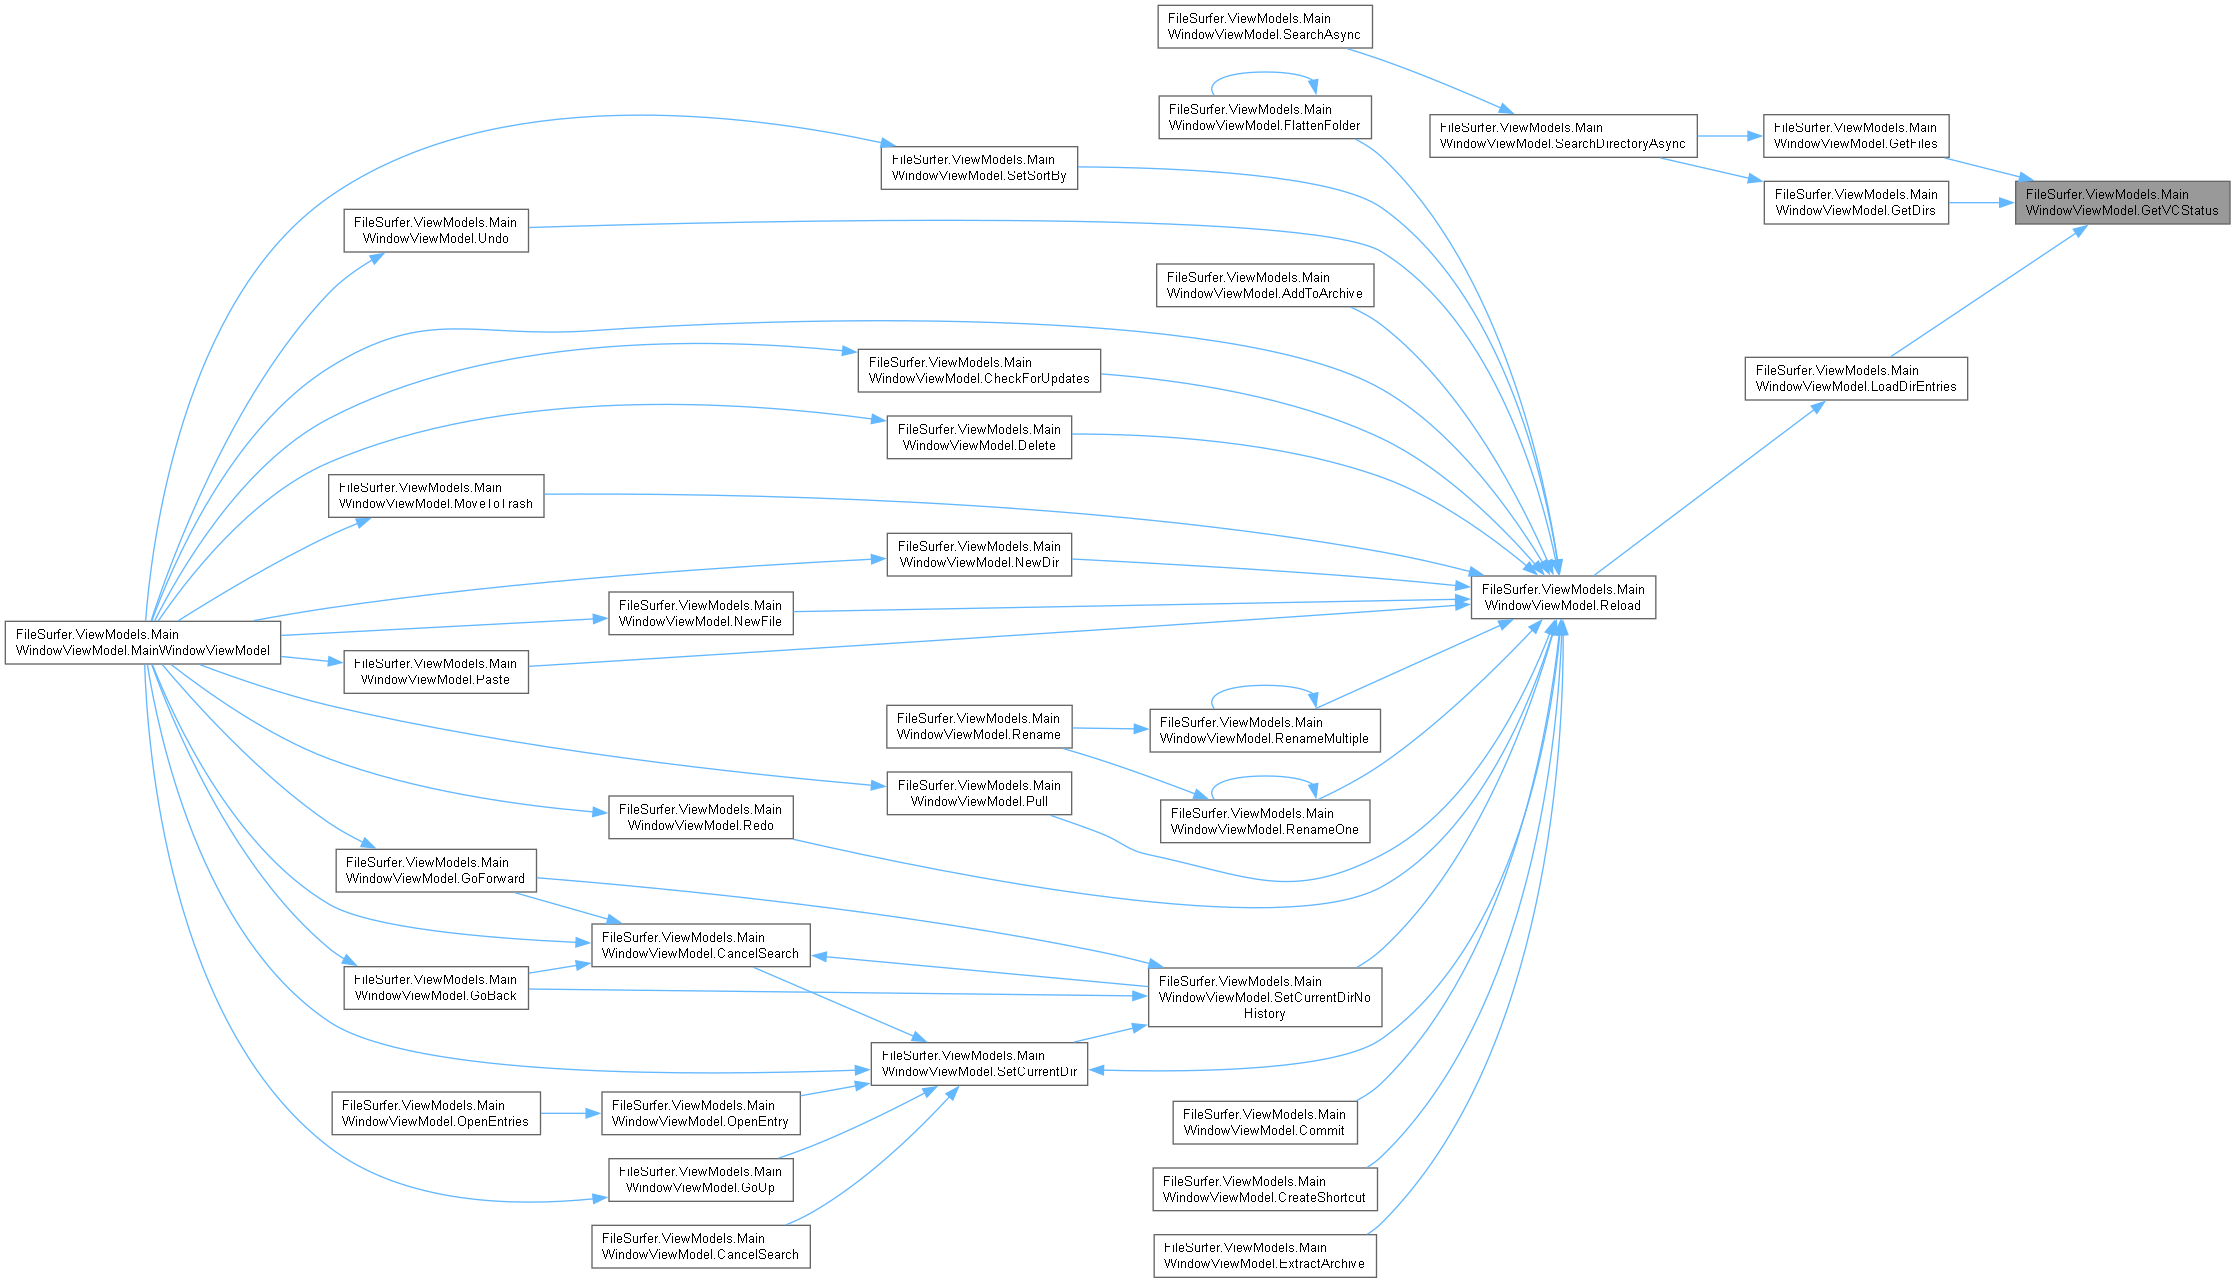 FileSurfer.ViewModels.Main
WindowViewModel.SearchAsync
FileSurfer.ViewModels.Main
WindowViewModel.FlattenFolder
FileSurfer.ViewModels.Main
WindowViewModel.SearchDirectoryAsync
FileSurfer.ViewModels.Main
WindowViewModel.GetFiles
FileSurfer.ViewModels.Main
WindowViewModel.SetSortBy
FileSurfer.ViewModels.Main
WindowViewModel.GetDirs
FileSurfer.ViewModels.Main
WindowViewModel.GetVCStatus
FileSurfer.ViewModels.Main
WindowViewModel.Undo
FileSurfer.ViewModels.Main
WindowViewModel.AddToArchive
FileSurfer.ViewModels.Main
WindowViewModel.CheckForUpdates
FileSurfer.ViewModels.Main
WindowViewModel.LoadDirEntries
FileSurfer.ViewModels.Main
WindowViewModel.Delete
FileSurfer.ViewModels.Main
WindowViewModel.MoveToTrash
FileSurfer.ViewModels.Main
WindowViewModel.NewDir
FileSurfer.ViewModels.Main
WindowViewModel.Reload
FileSurfer.ViewModels.Main
WindowViewModel.NewFile
FileSurfer.ViewModels.Main
WindowViewModel.MainWindowViewModel
FileSurfer.ViewModels.Main
WindowViewModel.Paste
FileSurfer.ViewModels.Main
WindowViewModel.Rename
FileSurfer.ViewModels.Main
WindowViewModel.RenameMultiple
FileSurfer.ViewModels.Main
WindowViewModel.Pull
FileSurfer.ViewModels.Main
WindowViewModel.Redo
FileSurfer.ViewModels.Main
WindowViewModel.RenameOne
FileSurfer.ViewModels.Main
WindowViewModel.GoForward
FileSurfer.ViewModels.Main
WindowViewModel.CancelSearch
FileSurfer.ViewModels.Main
WindowViewModel.GoBack
FileSurfer.ViewModels.Main
WindowViewModel.SetCurrentDirNo
History
FileSurfer.ViewModels.Main
WindowViewModel.SetCurrentDir
FileSurfer.ViewModels.Main
WindowViewModel.OpenEntries
FileSurfer.ViewModels.Main
WindowViewModel.OpenEntry
FileSurfer.ViewModels.Main
WindowViewModel.Commit
FileSurfer.ViewModels.Main
WindowViewModel.GoUp
FileSurfer.ViewModels.Main
WindowViewModel.CreateShortcut
FileSurfer.ViewModels.Main
WindowViewModel.CancelSearch
FileSurfer.ViewModels.Main
WindowViewModel.ExtractArchive